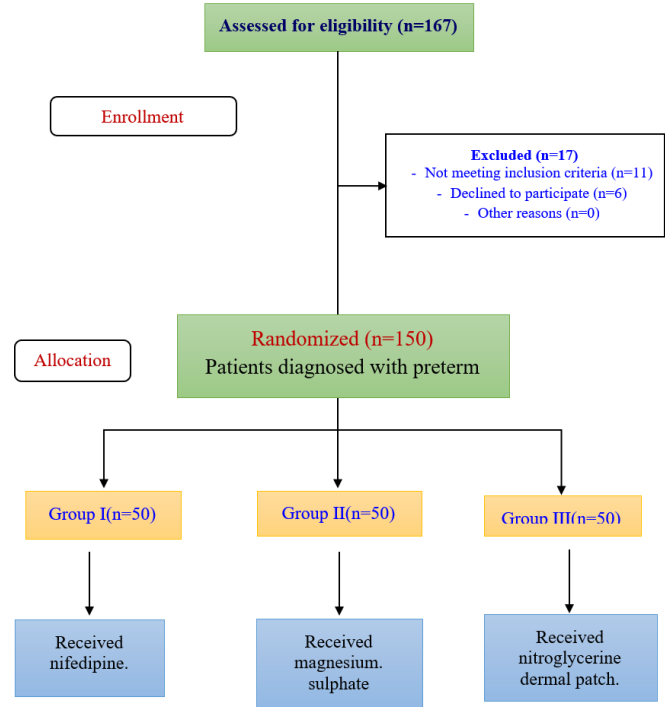 Assessed for eligibility (n=167)
Enrollment
Excluded (n=17)
- Not meeting inclusion criteria (n=11)
- Declined to participate (n=6)
- Other reasons (n=0)
Randomized (n=150)
Patients diagnosed with preterm
Allocation
Group I(n=50)
Group II(n=50)
Group III(n=50)
Received
nifedipine.
Received
magnesium.
sulphate
Received
nitroglycerine
dermal patch.